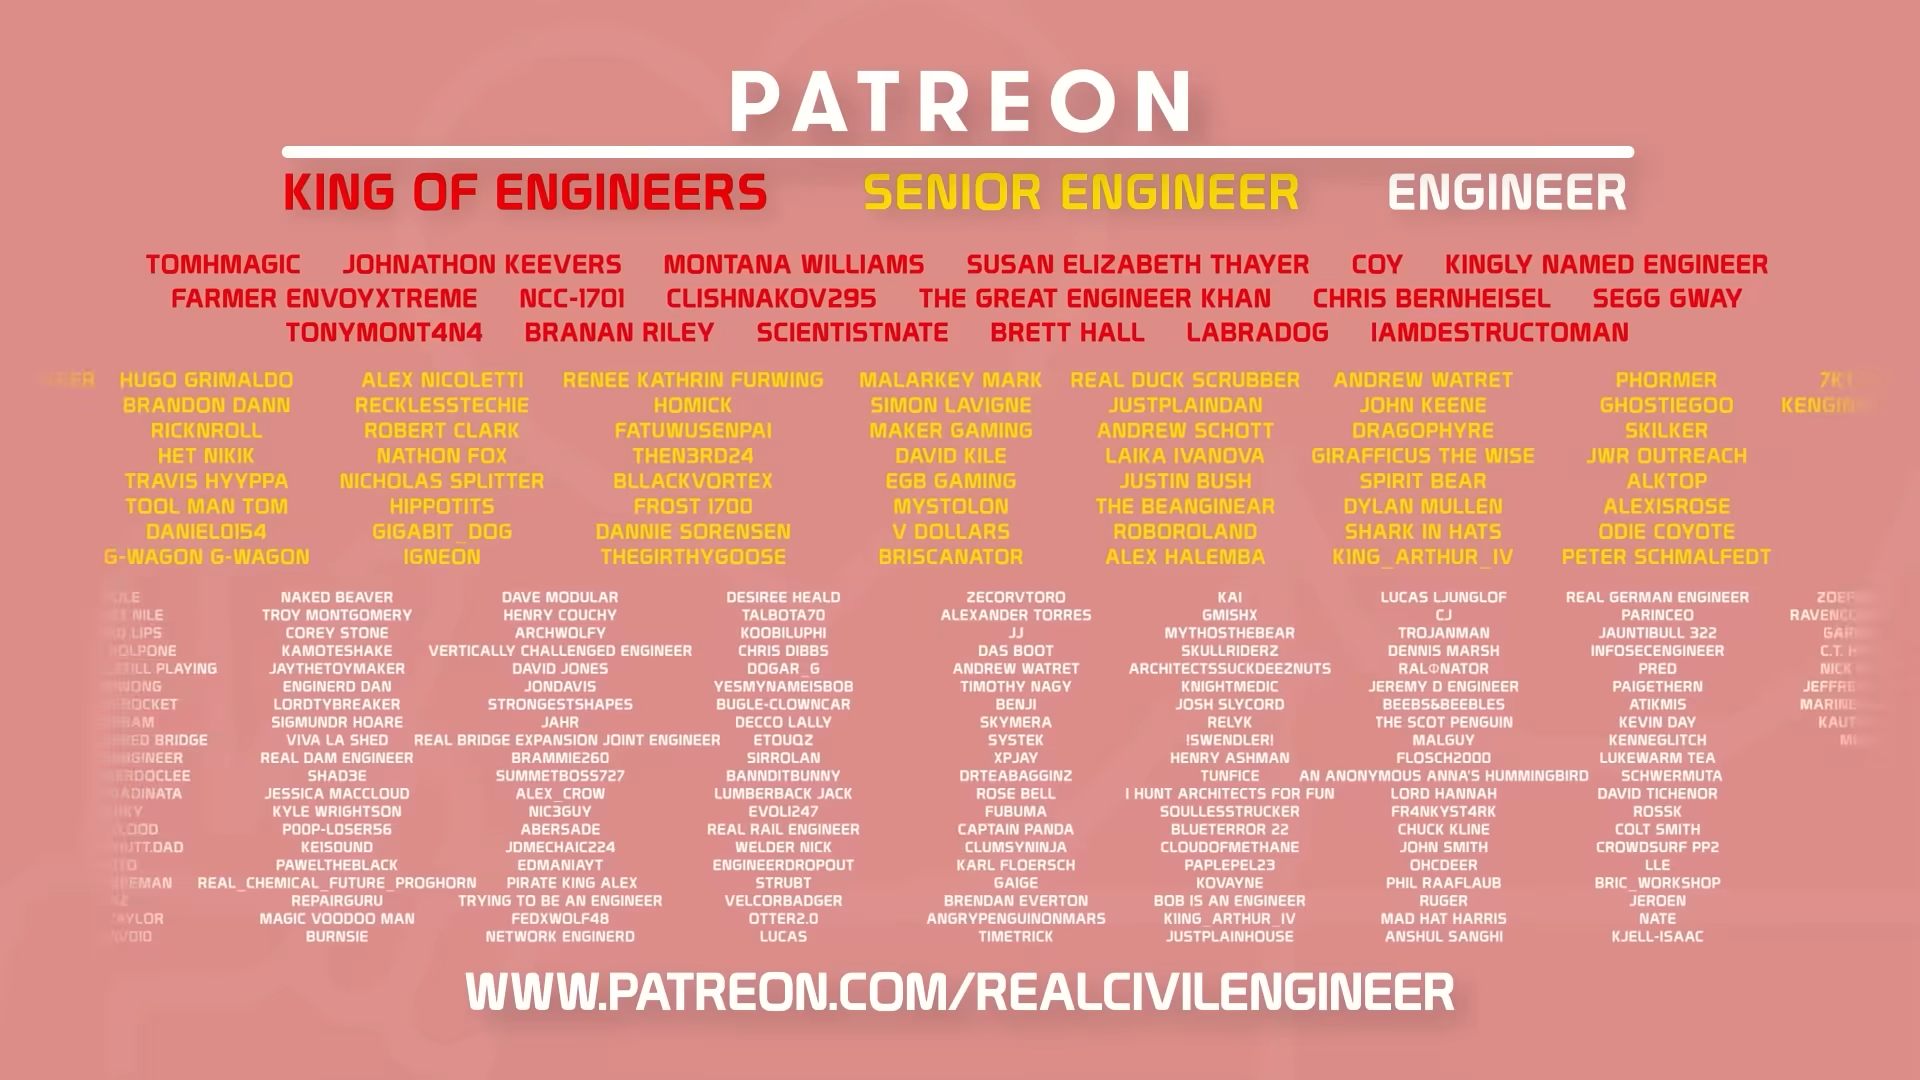 PATREON
KING OF ENGINEERS SENIOR ENGINEER ENGINEER
TOMHMAGIC JOHNATHON KEEVERS MONTANA WILLIAMS SUSAN ELIZABETH THAYER COY KINGLY NAMED ENGINEER
FARMER ENVOYXTREME NCC-1701 CLISHNAKOV295 THE GREAT ENGINEER KHAN CHRIS BERNHEISEL SEGG GWAY
TONYMONT4N4 BRANAN RILEY SCIENTISTNATE BRETT HALL LABRADOG IAMDESTRUCTOMAN
HUGO GRIMALDO ALEX NICOLETTI RENEE KATHRIN FURWING MALARKEY MARK REAL DUCK SCRUBBER ANDREW WATRET PHORMER
BRANDON DANN RECKLESSTECHIE HOMICK SIMON LAVIGNE JUSTPLAINDAN JOHN KEENE GHOSTIEGOO
RICKNROLL ROBERT CLARK FATUWUSENPAI MAKER GAMING ANDREW SCHOTT DRAGOPHYRE SKILKER
HET NIKIK NATHON FOX THEN3RD24 DAVID KILE LAIKA IVANOVA GIRAFFICUS THE WISE JWR OUTREACH
TRAVIS HYYPPA NICHOLAS SPLITTER BLLACKVORTEX EGB GAMING JUSTIN BUSH SPIRIT BEAR ALKTOP
TOOL MAN TOM HIPPOTITS FROST 1700 MYSTOLON THE BEANGINEAR DYLAN MULLEN ALEXISROSE
DANIEL0154 GIGABIT_DOG DANNIE SORENSEN V DOLLARS ROBOROLAND SHARK IN HATS ODIE COYOTE
G-WAGON G-WAGON IGNEON THEGIRTHYGOOSE BRISCANATOR ALEX HALEMBA KING_ARTHUR_IV PETER SCHMALFEDT
NAKED BEAVER DAVE MODULAR DESIREE HEALD ZECORVTORO KAI LUCAS LJUNGLOF REAL GERMAN ENGINEER
NILE TROY MONTGOMERY HENRY COUCHY TALBOTA70 ALEXANDER TORRES GMISHX CJ PARINCEO
LIPS COREY STONE ARCHWOLFY KOOBILUPHI JJ MYTHOSTHEBEAR TROJANMAN JAUNTIBULL 322
KAMOTESHAKE VERTICALLY CHALLENGED ENGINEER CHRIS DIBBS DAS BOOT SKULLRIDERZ DENNIS MARSH INFOSECENGINEER
PLAYING JAYTHETOYMAKER DAVID JONES DOGAR_G ANDREW WATRET ARCHITECTSSUCKDEEZNUTS RALΦNATOR PRED
ENGINERD DAN JONDAVIS YESMYNAMEISBOB TIMOTHY NAGY KNIGHTMEDIC JEREMY D ENGINEER PAIGETHERN
LORDTYBREAKER STRONGESTSHAPES BUGLE-CLOWNCAR BENJI JOSH SLYCORD BEEBS&BEEBLES ATIKMIS
SIGMUNDR HOARE JAHR DECCO LALLY SKYMERA RELYK THE SCOT PENGUIN KEVIN DAY
BRIDGE VIVA LA SHED REAL BRIDGE EXPANSION JOINT ENGINEER ETOUQZ SYSTEK !SWENDLER! MALGUY KENNEGLITCH
REAL DAM ENGINEER BRAMMIE260 SIRROLAN XPJAY HENRY ASHMAN FLOSCH2000 LUKEWARM TEA
SHAD3E SUMMETBOSS727 BANNDITBUNNY DRTEABAGGINZ TUNFICE AN ANONYMOUS ANNA'S HUMMINGBIRD SCHWERMUTA
JESSICA MACCLOUD ALEX_CROW LUMBERBACK JACK ROSE BELL I HUNT ARCHITECTS FOR FUN LORD HANNAH DAVID TICHENOR
KYLE WRIGHTSON NIC3GUY EVOLI247 FUBUMA SOULLESSTRUCKER FR4NKYST4RK ROSSK
POOP-LOSER56 ABERSADE REAL RAIL ENGINEER CAPTAIN PANDA BLUETERROR 22 CHUCK KLINE COLT SMITH
KEISOUND JDMECHAIC224 WELDER NICK CLUMSYNINJA CLOUDOFMETHANE JOHN SMITH CROWDSURF PP2
PAWELTHEBLACK EDMANIAYT ENGINEERDROPOUT KARL FLOERSCH PAPLEPEL23 OHCDEER LLE
REAL_CHEMICAL_FUTURE_PROGHORN PIRATE KING ALEX STRUBT GAIGE KOVAYNE PHIL RAAFLAUB BRIC_WORKSHOP
REPAIRGURU TRYING TO BE AN ENGINEER VELCORBADGER BRENDAN EVERTON BOB IS AN ENGINEER RUGER JEROEN
MAGIC VOODOO MAN FEDXWOLF48 OTTER2.0 ANGRYPENGUINONMARS KIING_ARTHUR_IV MAD HAT HARRIS NATE
BURNSIE NETWORK ENGINERD LUCAS TIMETRICK JUSTPLAINHOUSE ANSHUL SANGHI KJELL-ISAAC
WWW.PATREON.COM/REALCIVILENGINEER